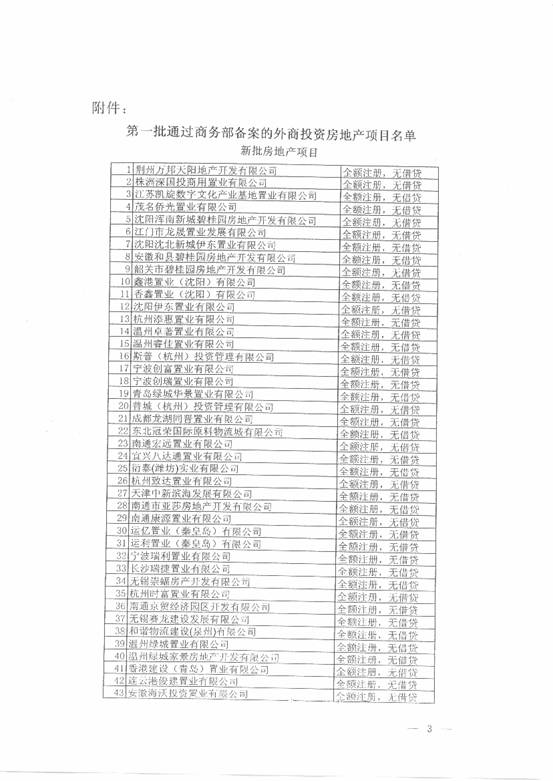 附件：
第一批通过商务部备案的外商投资房地产项目名单
新批房地产项目
1 荆州万邦天阳地产开发有限公司 全额注册，无借贷
2 株洲深国投商用置业有限公司 全额注册，无借贷
3 江苏凯旋数字文化产业基地置业有限公司 全额注册，无借贷
4 茂名侨光置业有限公司 全额注册，无借贷
5 沈阳浑南新城碧桂园房地产开发有限公司 全额注册，无借贷
6 江门市龙晟置业发展有限公司 全额注册，无借贷
7 沈阳沈北新城伊东置业有限公司 全额注册，无借贷
8 安徽和县碧桂园房地产开发有限公司 全额注册，无借贷
9 韶关市碧桂园房地产开发有限公司 全额注册，无借贷
10 鑫港置业（沈阳）有限公司 全额注册，无借贷
11 香鑫置业（沈阳）有限公司 全额注册，无借贷
12 沈阳伊东置业有限公司 全额注册，无借贷
13 杭州添惠置业有限公司 全额注册，无借贷
14 温州卓著置业有限公司 全额注册，无借贷
15 温州睿佳置业有限公司 全额注册，无借贷
16 斯普（杭州）投资管理有限公司 全额注册，无借贷
17 宁波创富置业有限公司 全额注册，无借贷
18 宁波创瑞置业有限公司 全额注册，无借贷
19 青岛绿城华景置业有限公司 全额注册，无借贷
20 普城（杭州）投资管理有限公司 全额注册，无借贷
21 成都龙湖同晋置业有限公司 全额注册，无借贷
22 东北冠荣国际原料物流城有限公司 全额注册，无借贷
23 南通宏远置业有限公司 全额注册，无借贷
24 宜兴八达通置业有限公司 全额注册，无借贷
25 衍泰(潍坊)实业有限公司 全额注册，无借贷
26 杭州致达置业有限公司 全额注册，无借贷
27 天津中新滨海发展有限公司 全额注册，无借贷
28 南通市亚莎房地产开发有限公司 全额注册，无借贷
29 南通康源置业有限公司 全额注册，无借贷
30 运亿置业（秦皇岛）有限公司 全额注册，无借贷
31 运利置业（秦皇岛）有限公司 全额注册，无借贷
32 宁波瑞利置业有限公司 全额注册，无借贷
33 长沙瑞捷置业有限公司 全额注册，无借贷
34 无锡崇 房产开发有限公司 全额注册，无借贷
35 杭州时富置业有限公司 全额注册，无借贷
36 南通京贸经济园区开发有限公司 全额注册，无借贷
37 无锡赛龙建设发展有限公司 全额注册，无借贷
38 和谐物流建设(泉州)有限公司 全额注册，无借贷
39 温州绿城置业有限公司 全额注册，无借贷
40 温州绿城家景房地产开发有限公司 全额注册，无借贷
41 香港建设（青岛）置业有限公司 全额注册，无借贷
42 连云港俊建置业有限公司 全额注册，无借贷
43 安徽海沃投资置业有限公司 全额注册，无借贷
— 3 —